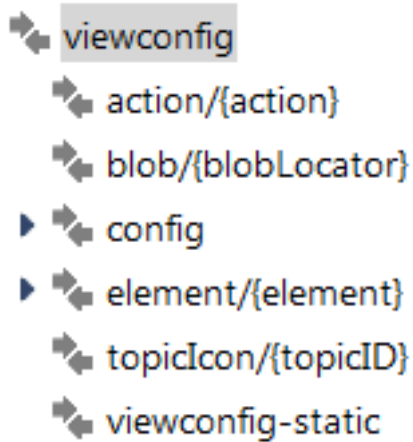 viewconfig
action/{action}
blob/{blobLocator}
config
element/{element}
topicIcon/{topicID}
viewconfig-static